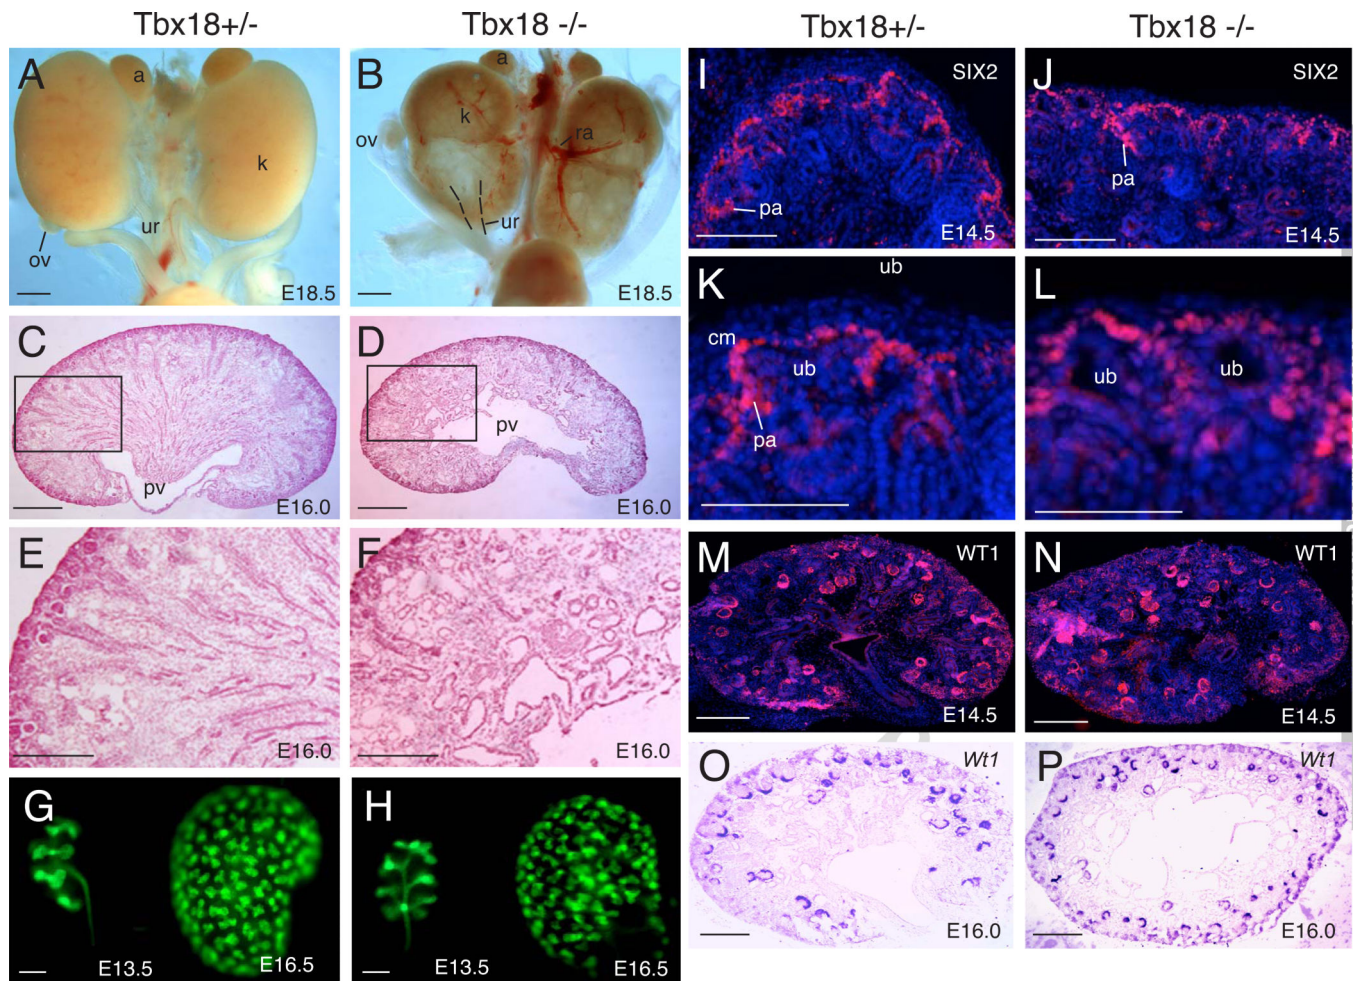 Tbx18+/-
Tbx18 -/-
Tbx18+/-
Tbx18 -/-
A
a
k
ur
ov
E18.5
B
a
k
ov
ra
ur
E18.5
I
SIX2
pa
E14.5
J
SIX2
pa
E14.5
C
pv
E16.0
D
pv
E16.0
K
ub
cm
ub
pa
L
ub
ub
E
E16.0
F
E16.0
M
WT1
E14.5
N
WT1
E14.5
G
E13.5
E16.5
H
E13.5
E16.5
O
Wt1
E16.0
P
Wt1
E16.0